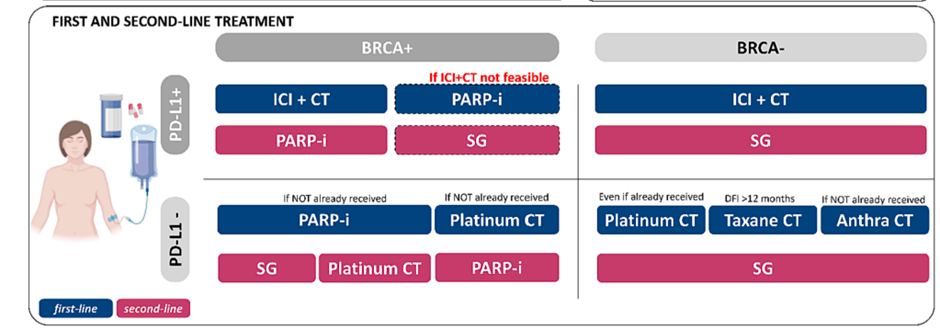 FIRST AND SECOND-LINE TREATMENT
BRCA+
BRCA-
If ICI+CT not feasible
PD-L1+
ICI + CT
PARP-i
ICI + CT
PARP-i
SG
SG
If NOT already received
If NOT already received
Even if already received
DFI >12 months
If NOT already received
PD-L1 -
PARP-i
Platinum CT
Platinum CT
Taxane CT
Anthra CT
SG
Platinum CT
PARP-i
SG
first-line
second-line